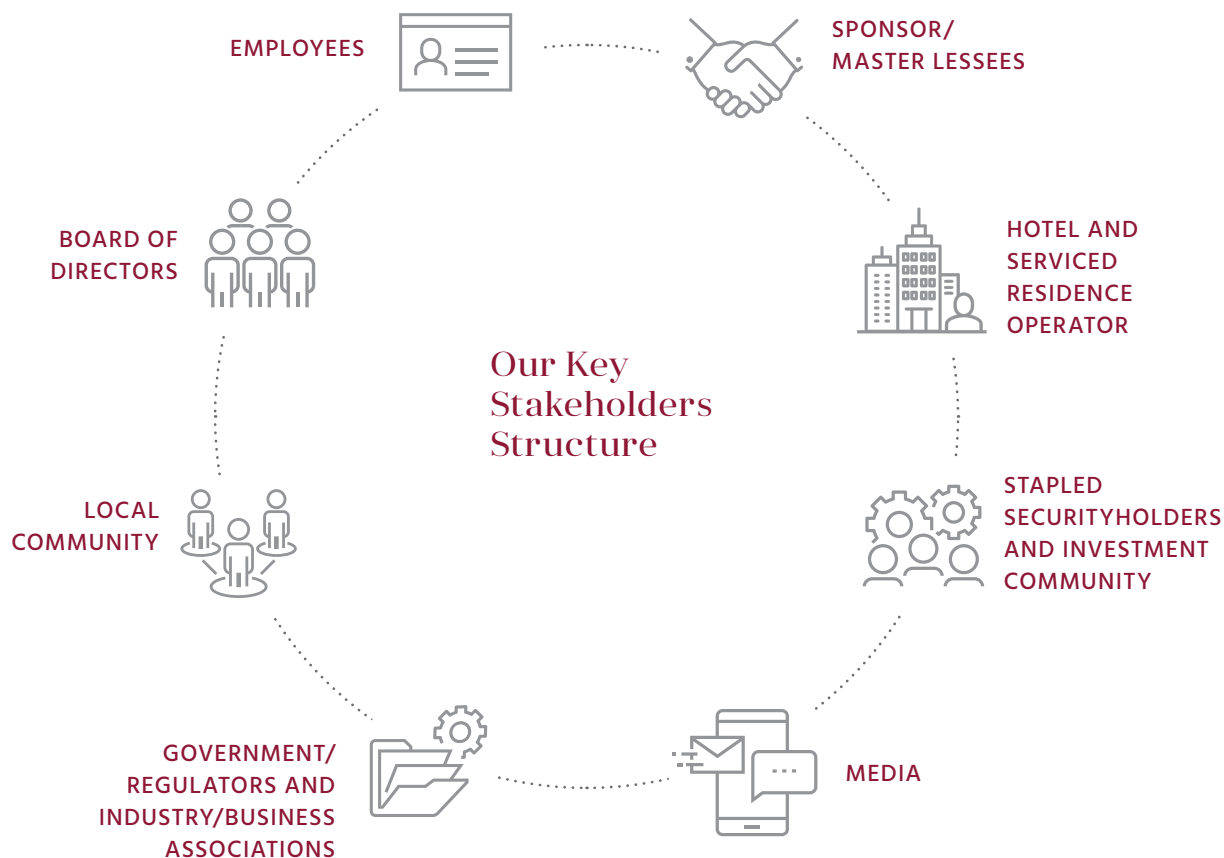 EMPLOYEES
SPONSOR/
MASTER LESSEES
BOARD OF
DIRECTORS
HOTEL AND
SERVICED
RESIDENCE
OPERATOR
Our Key
Stakeholders
Structure
LOCAL
COMMUNITY
STAPLED
SECURITYHOLDERS
AND INVESTMENT
COMMUNITY
GOVERNMENT/
REGULATORS AND
INDUSTRY/BUSINESS
ASSOCIATIONS
MEDIA